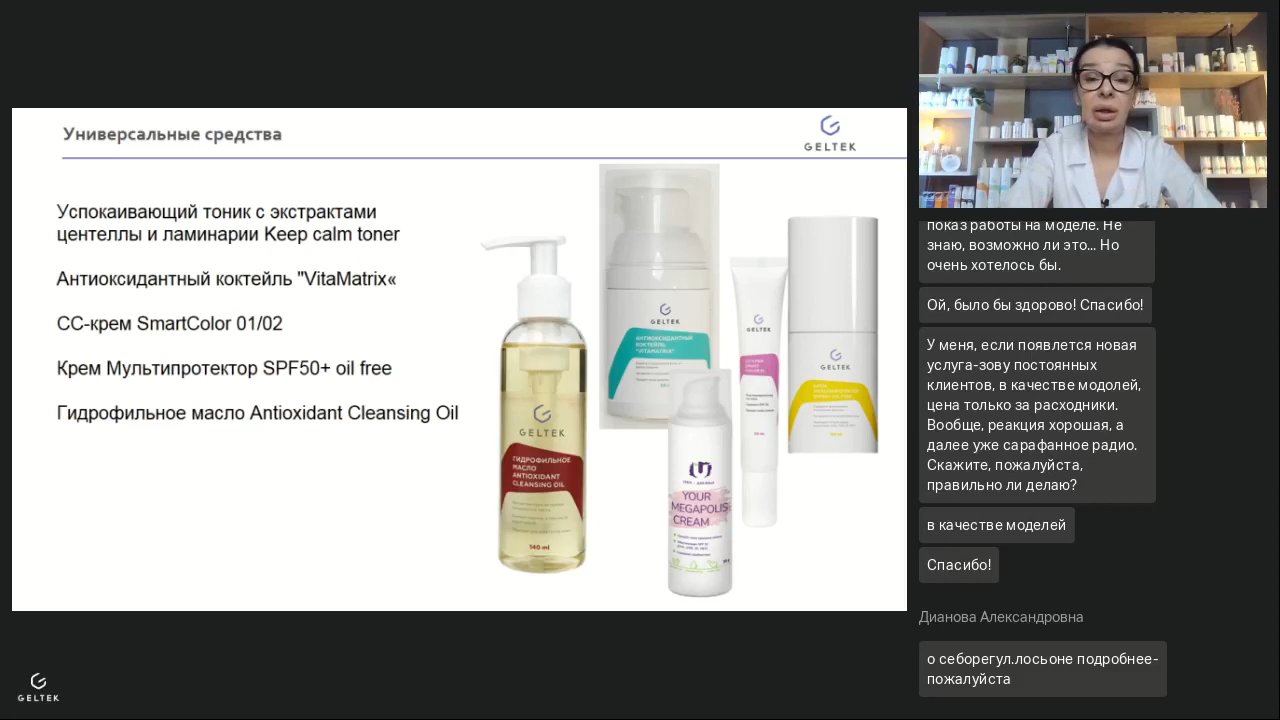 Универсальные средства
GELTEK
Успокаивающий тоник с экстрактами
центеллы и ламинарии Keep calm toner
Антиоксидантный коктейль "VitaMatrix«
СС-крем SmartColor 01/02
Крем Мультипротектор SPF50+ oil free
Гидрофильное масло Antioxidant Cleansing Oil
GELTEK
ГИДРОФИЛЬНОЕ
МАСЛО
ANTIOXIDANT
CLEANSING OIL
140 ml
GELTEK
АНТИОКСИДАНТНЫЙ
КОКТЕЙЛЬ
"VITAMATRIX"
YOUR
MEGAPOLIS
CREAM
GELTEK
GELTEK
GELTEK
показ работы на моделе. Не
знаю, возможно ли это... Но
очень хотелось бы.
Ой, было бы здорово! Спасибо!
У меня, если появлется новая
услуга-зову постоянных
клиентов, в качестве модолей,
цена только за расходники.
Вообще, реакция хорошая, а
далее уже сарафанное радио.
Скажите, пожалуйста,
правильно ли делаю?
в качестве моделей
Спасибо!
Дианова Александровна
о себорегул.лосьоне подробнее-
пожалуйста